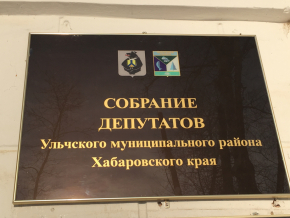 СОБРАНИЕ
ДЕПУТАТОВ
Ульчского муниципального района
Хабаровского края